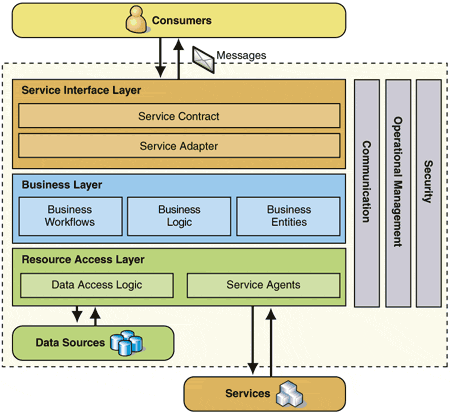 Consumers
Messages
Service Interface Layer
Service Contract
Service Adapter
Business Layer
Business
Workflows
Business
Logic
Business
Entities
Resource Access Layer
Data Access Logic
Service Agents
Data Sources
Services
Communication
Operational Management
Security